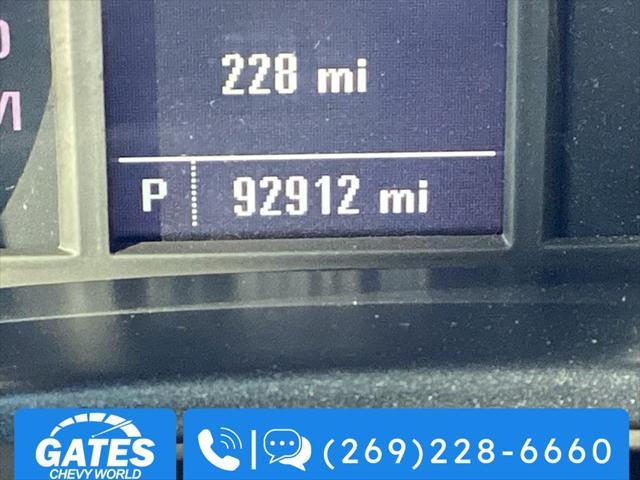 228 mi
P 92912 mi
GATES
CHEVY WORLD
(269)228-6660